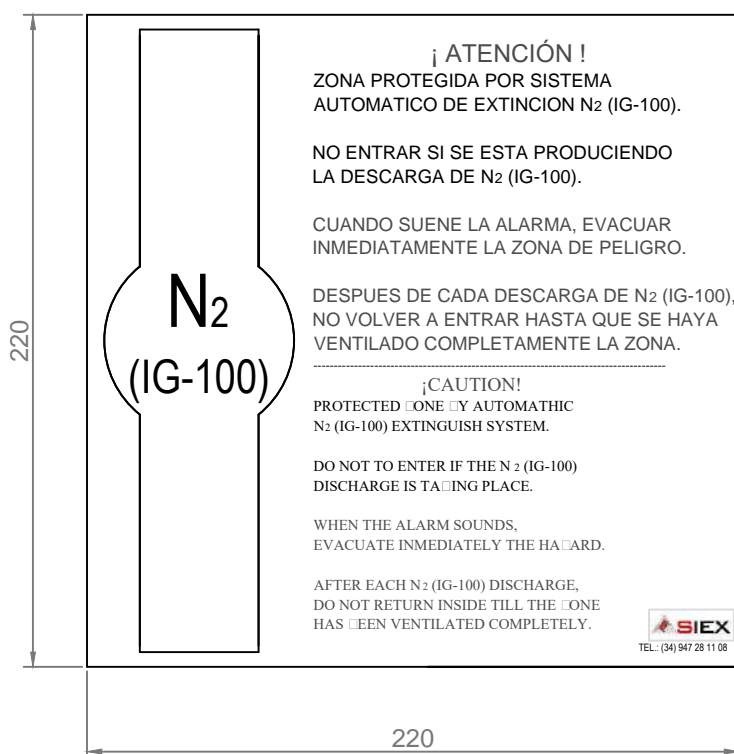 ¡ ATENCIÓN !
ZONA PROTEGIDA POR SISTEMA
AUTOMATICO DE EXTINCION N2 (IG-100).
NO ENTRAR SI SE ESTA PRODUCIENDO
LA DESCARGA DE N2 (IG-100).
CUANDO SUENE LA ALARMA, EVACUAR
INMEDIATAMENTE LA ZONA DE PELIGRO.
DESPUES DE CADA DESCARGA DE N2 (IG-100),
NO VOLVER A ENTRAR HASTA QUE SE HAYA
VENTILADO COMPLETAMENTE LA ZONA.
¡CAUTION!
PROTECTED □ONE □Y AUTOMATHIC
N2 (IG-100) EXTINGUISH SYSTEM.
DO NOT TO ENTER IF THE N 2 (IG-100)
DISCHARGE IS TA□ING PLACE.
WHEN THE ALARM SOUNDS,
EVACUATE INMEDIATELY THE HA□ARD.
AFTER EACH N2 (IG-100) DISCHARGE,
DO NOT RETURN INSIDE TILL THE □ONE
HAS □EEN VENTILATED COMPLETELY.
SIEX
TEL.: (34) 947 28 11 08
N2
(IG-100)
220
220